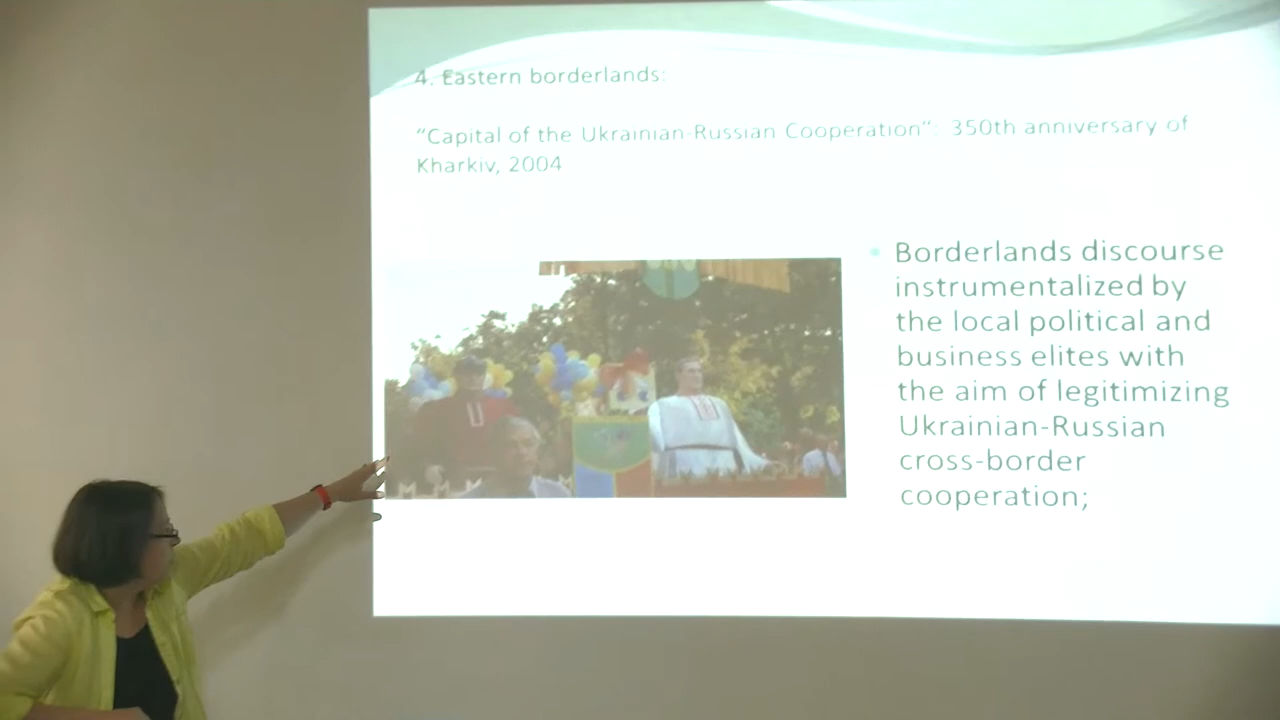 4. Eastern borderlands:
“Capital of the Ukrainian-Russian Cooperation“: 350th anniversary of
Kharkiv, 2004
Borderlands discourse
instrumentalized by
the local political and
business elites with
the aim of legitimizing
Ukrainian-Russian
cross-border
cooperation;